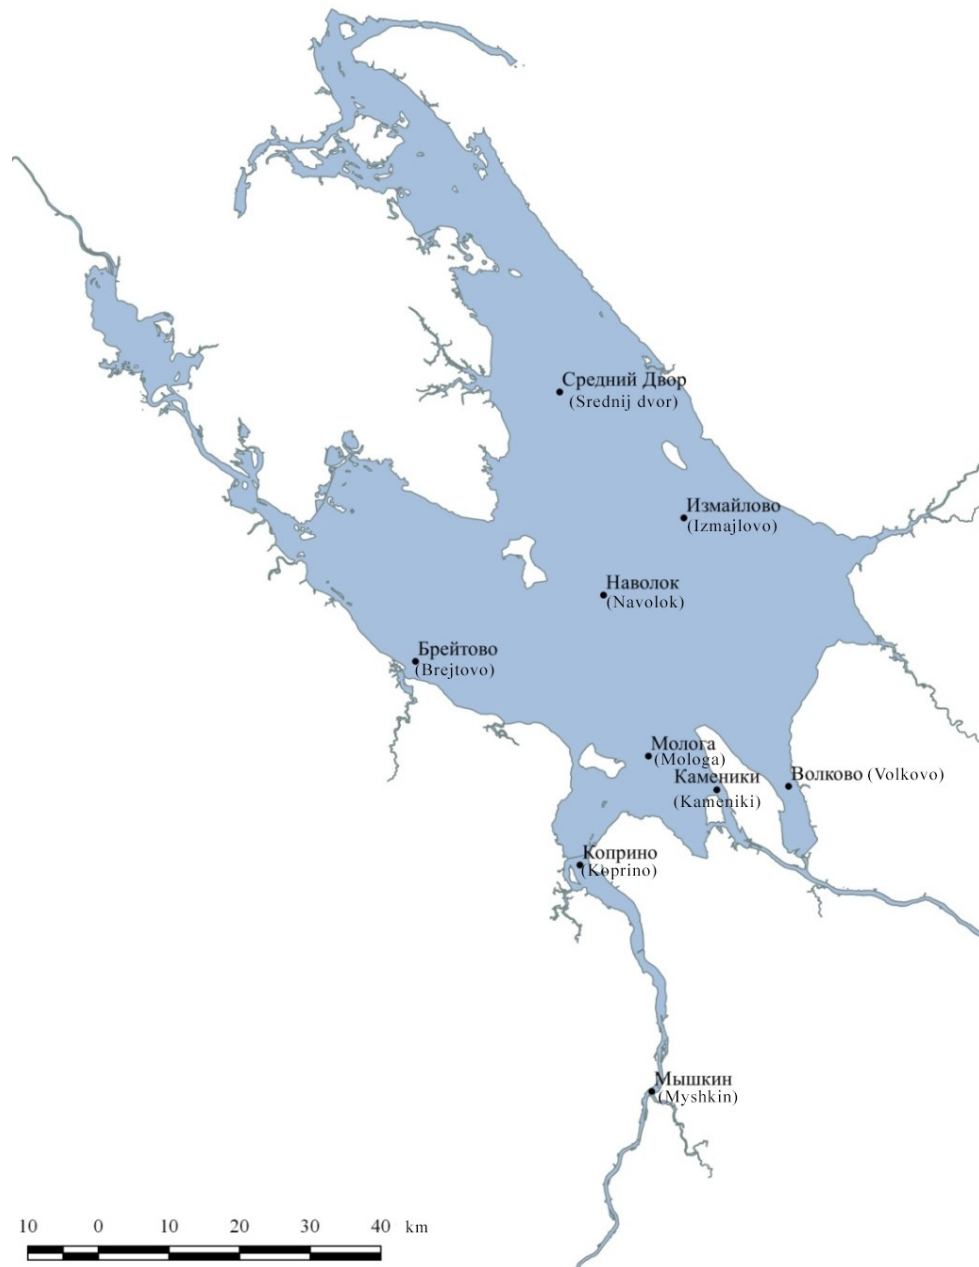 Средний Двор
(Srednij dvor)
Измайлово
(Izmajlovo)
Наволок
(Navolok)
Брейтово
(Brejtovo)
Молога
(Mologa)
Каменики
(Kameniki)
Волково (Volkovo)
Коприно
(Koprino)
Мышкин
(Myshkin)
10 0 10 20 30 40 km